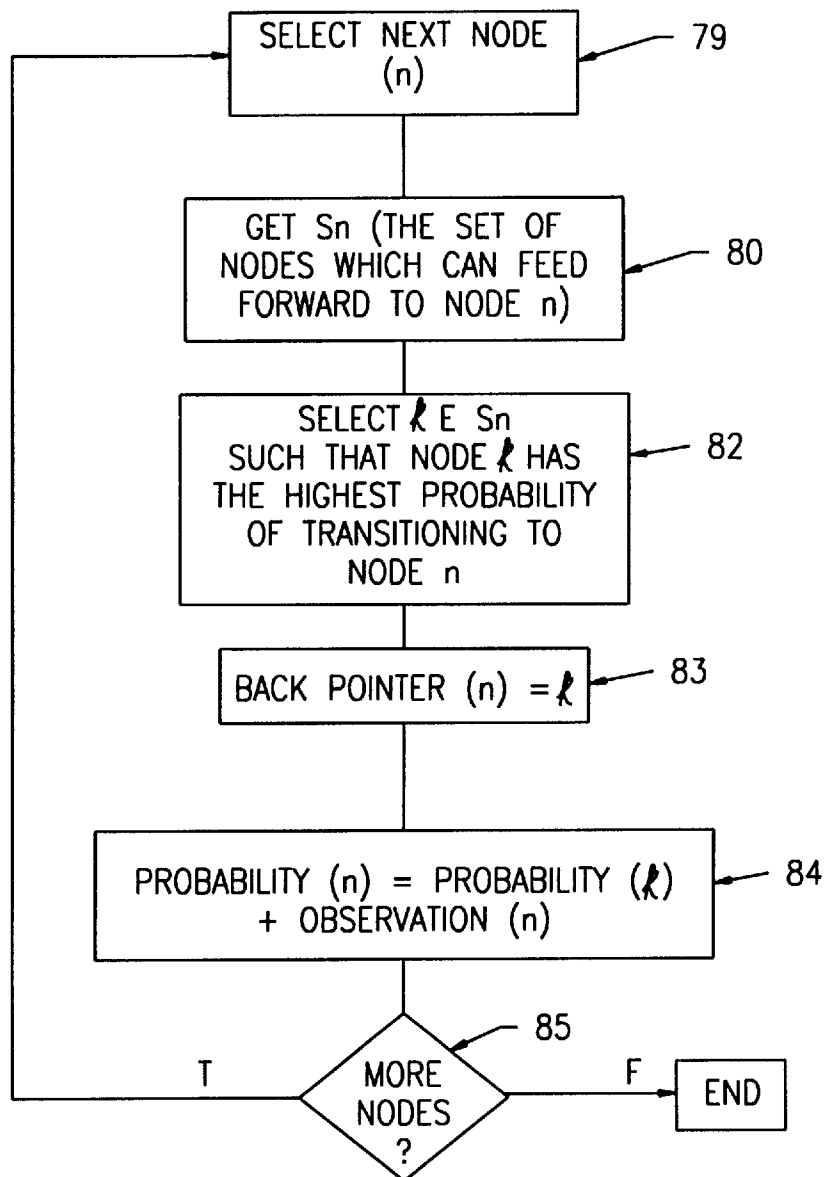 SELECT NEXT NODE
(n)
79
GET Sn (THE SET OF
NODES WHICH CAN FEED
FORWARD TO NODE n)
80
SELECT k E Sn
SUCH THAT NODE k HAS
THE HIGHEST PROBABILITY
OF TRANSITIONING TO
NODE n
82
BACK POINTER (n) = k
83
PROBABILITY (n) = PROBABILITY (k)
+ OBSERVATION (n)
84
85
MORE
NODES
?
T
F
END